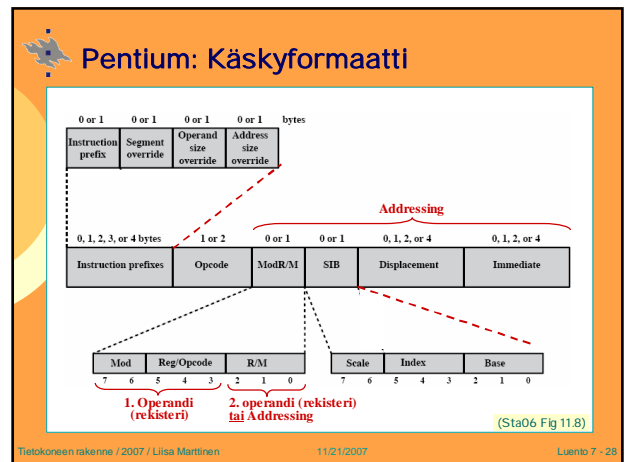 Pentium: Käskyformaatti
0 or 1 0 or 1 0 or 1 0 or 1 bytes
Instruction prefix Segment override Operand size override Address size override
Addressing
0, 1, 2, 3, or 4 bytes 1 or 2 0 or 1 0 or 1 0, 1, 2, or 4 0, 1, 2, or 4
Instruction prefixes Opcode ModR/M SIB Displacement Immediate
Mod Reg/Opcode R/M Scale Index Base
7 6 5 4 3 2 1 0 7 6 5 4 3 2 1 0
1. Operandi 2. operandi (rekisteri)
(rekisteri) tai Addressing
(Sta06 Fig 11.8)
Tietokoneen rakenne / 2007 / Liisa Marttinen 11/21/2007 Luento 7 - 28